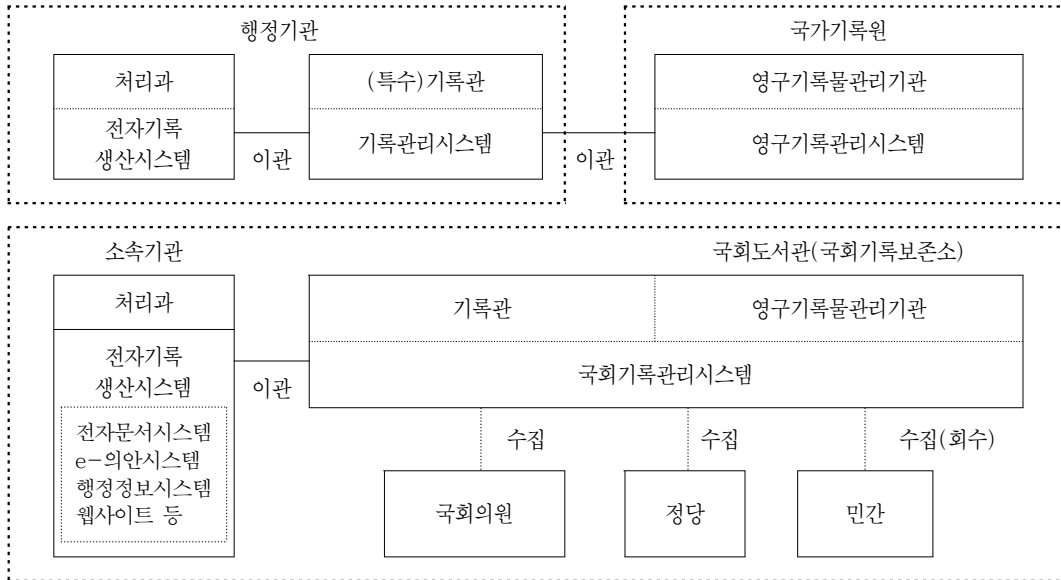 행정기관
국가기록원
처리과
(특수)기록관
영구기록물관리기관
전자기록
생산시스템
이관
기록관리시스템
이관
영구기록관리시스템
소속기관
국회도서관(국회기록보존소)
처리과
기록관
영구기록물관리기관
전자기록
생산시스템
이관
국회기록관리시스템
전자문서시스템
e-의안시스템
행정정보시스템
웹사이트 등
수집
수집
수집(회수)
국회의원
정당
민간